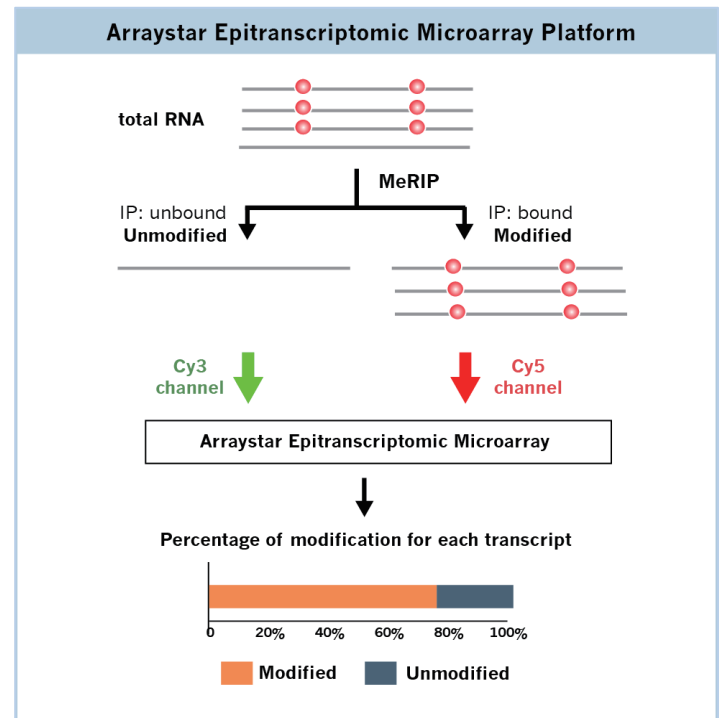 Arraystar Epitranscriptomic Microarray Platform
total RNA
MeRIP
IP: unbound
Unmodified
IP: bound
Modified
Cy3
channel
Cy5
channel
Arraystar Epitranscriptomic Microarray
Percentage of modification for each transcript
0 20% 40% 60% 80% 100%
Modified Unmodified